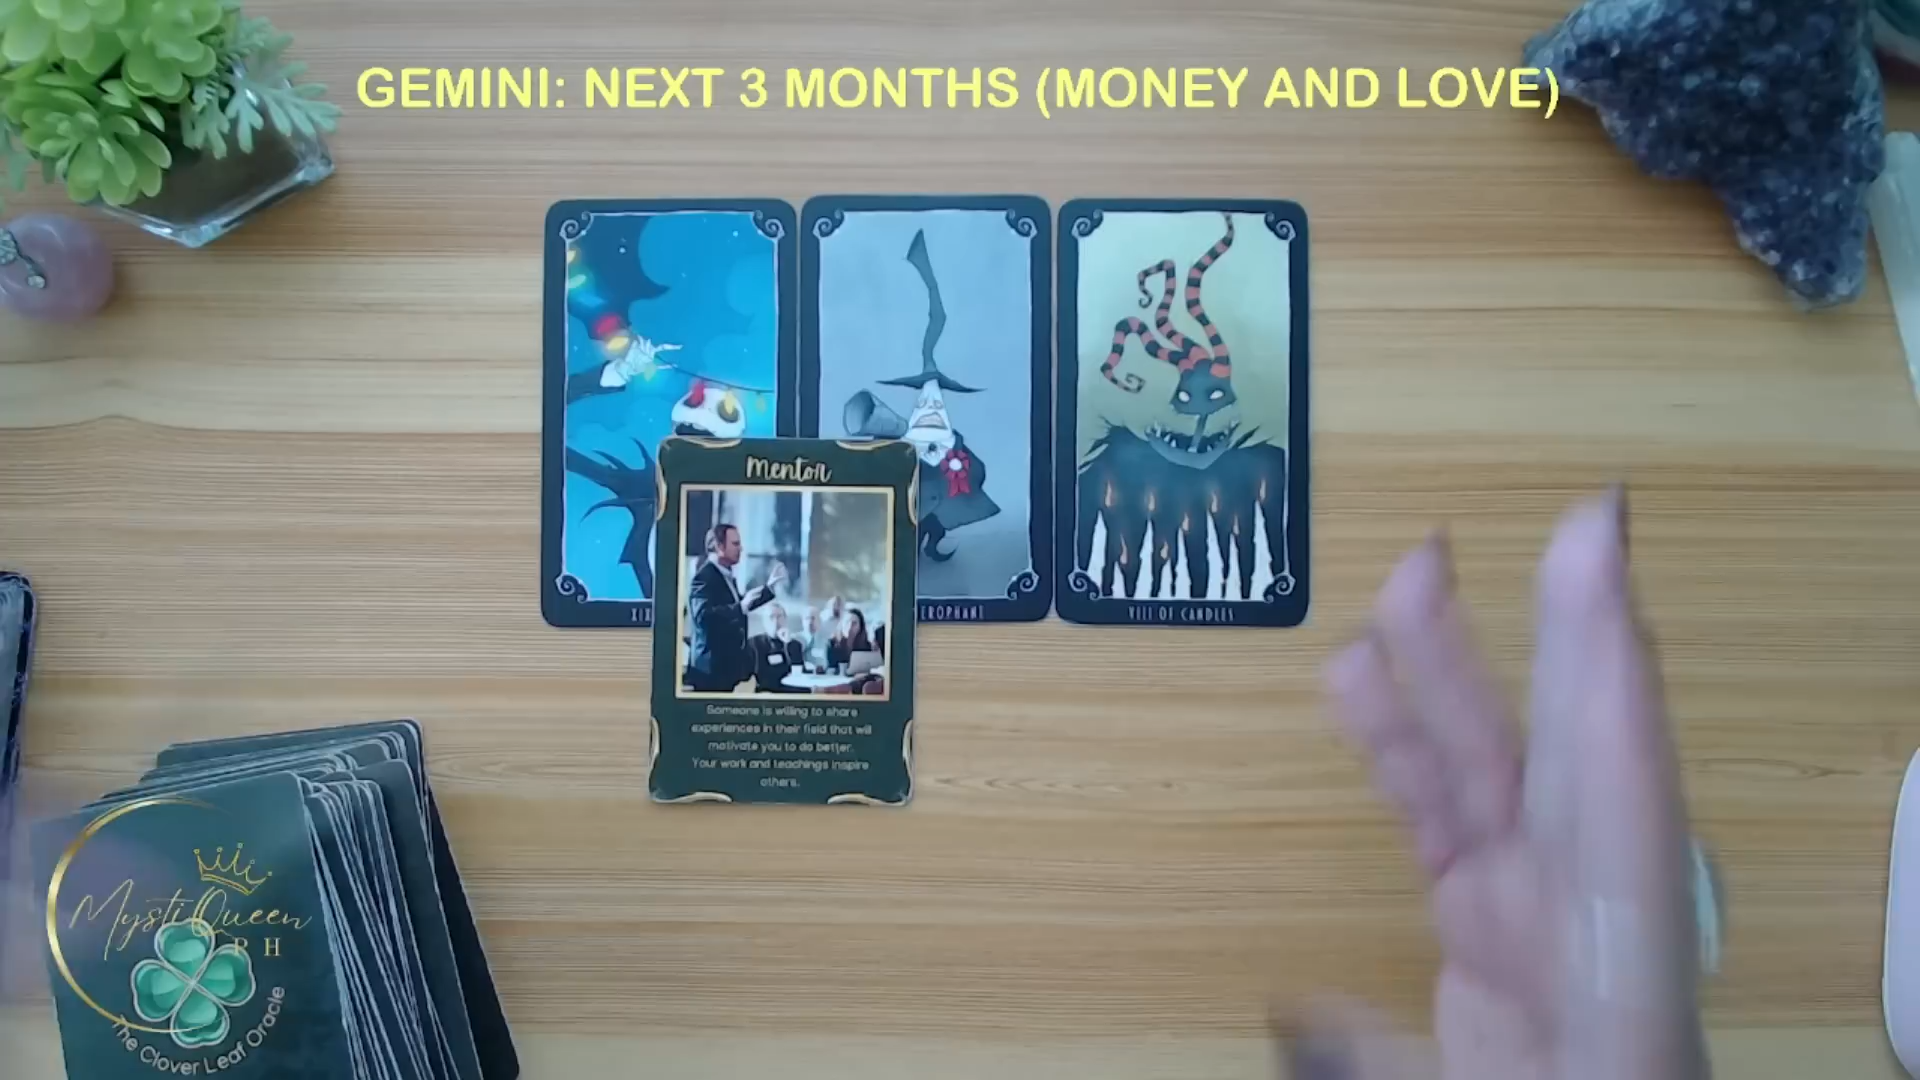 GEMINI: NEXT 3 MONTHS (MONEY AND LOVE)
XIX
EROPHANT
VIII OF CANDLES
Mentor
Someone is willing to share
experiences in their field that will
motivate you to do better.
Your work and teachings inspire
others.
MystiQueen
PH
The Clover Leaf Oracle